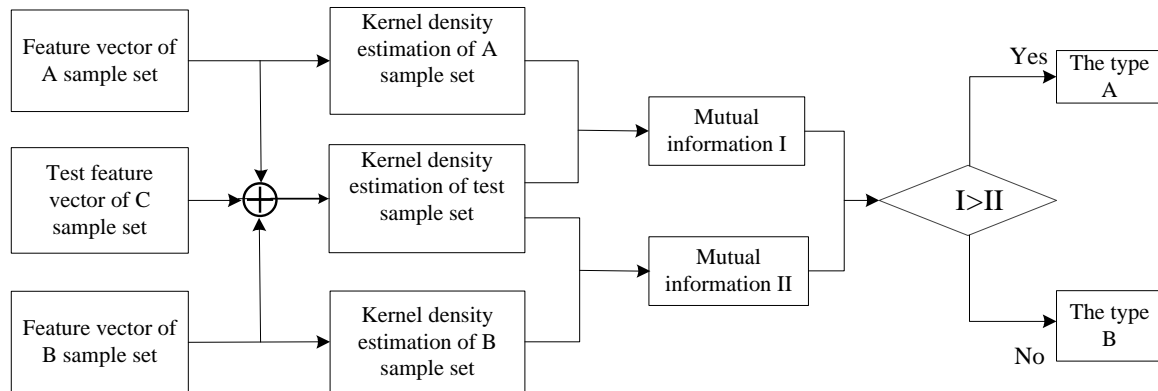 Feature vector of
A sample set
Kernel density
estimation of A
sample set
Test feature
vector of C
sample set
Kernel density
estimation of test
sample set
Feature vector of
B sample set
Kernel density
estimation of B
sample set
Mutual
information I
Mutual
information II
I>II
Yes
The type
A
No
The type
B